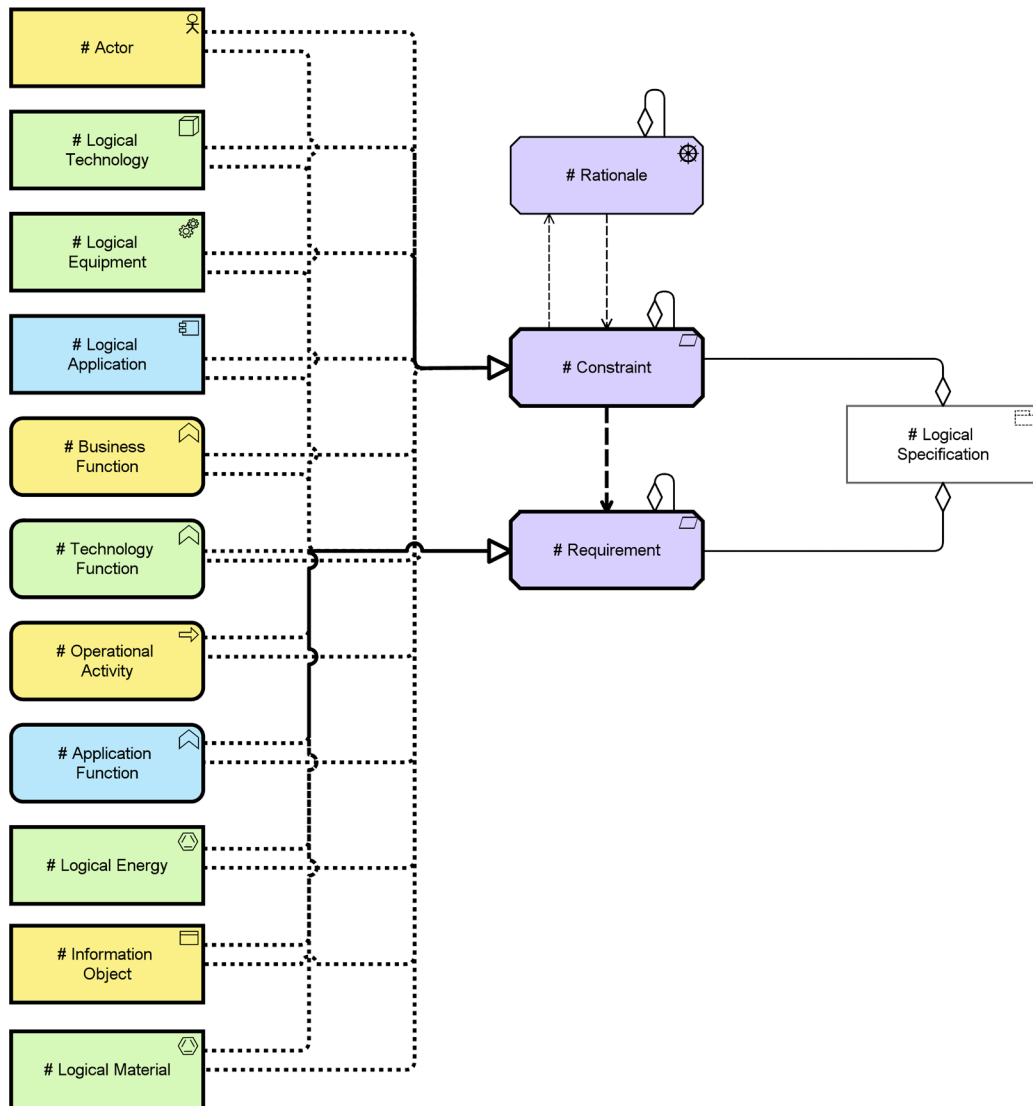 # Actor
# Logical
Technology
# Rationale
# Logical
Equipment
# Logical
Application
# Constraint
# Business
Function
# Logical
Specification
# Technology
Function
# Requirement
# Operational
Activity
# Application
Function
# Logical Energy
# Information
Object
# Logical Material